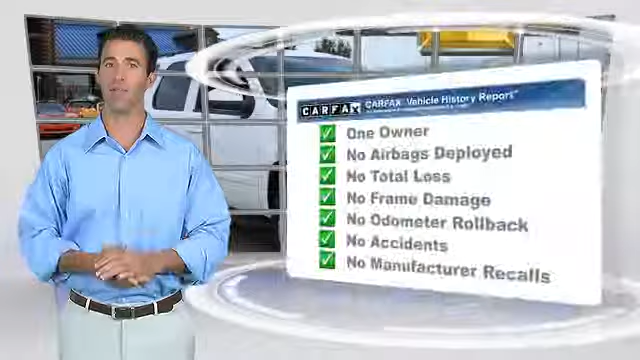 CARFAX CARFAX Vehicle History Report™
One Owner
No Airbags Deployed
No Total Loss
No Frame Damage
No Odometer Rollback
No Accidents
No Manufacturer Recalls